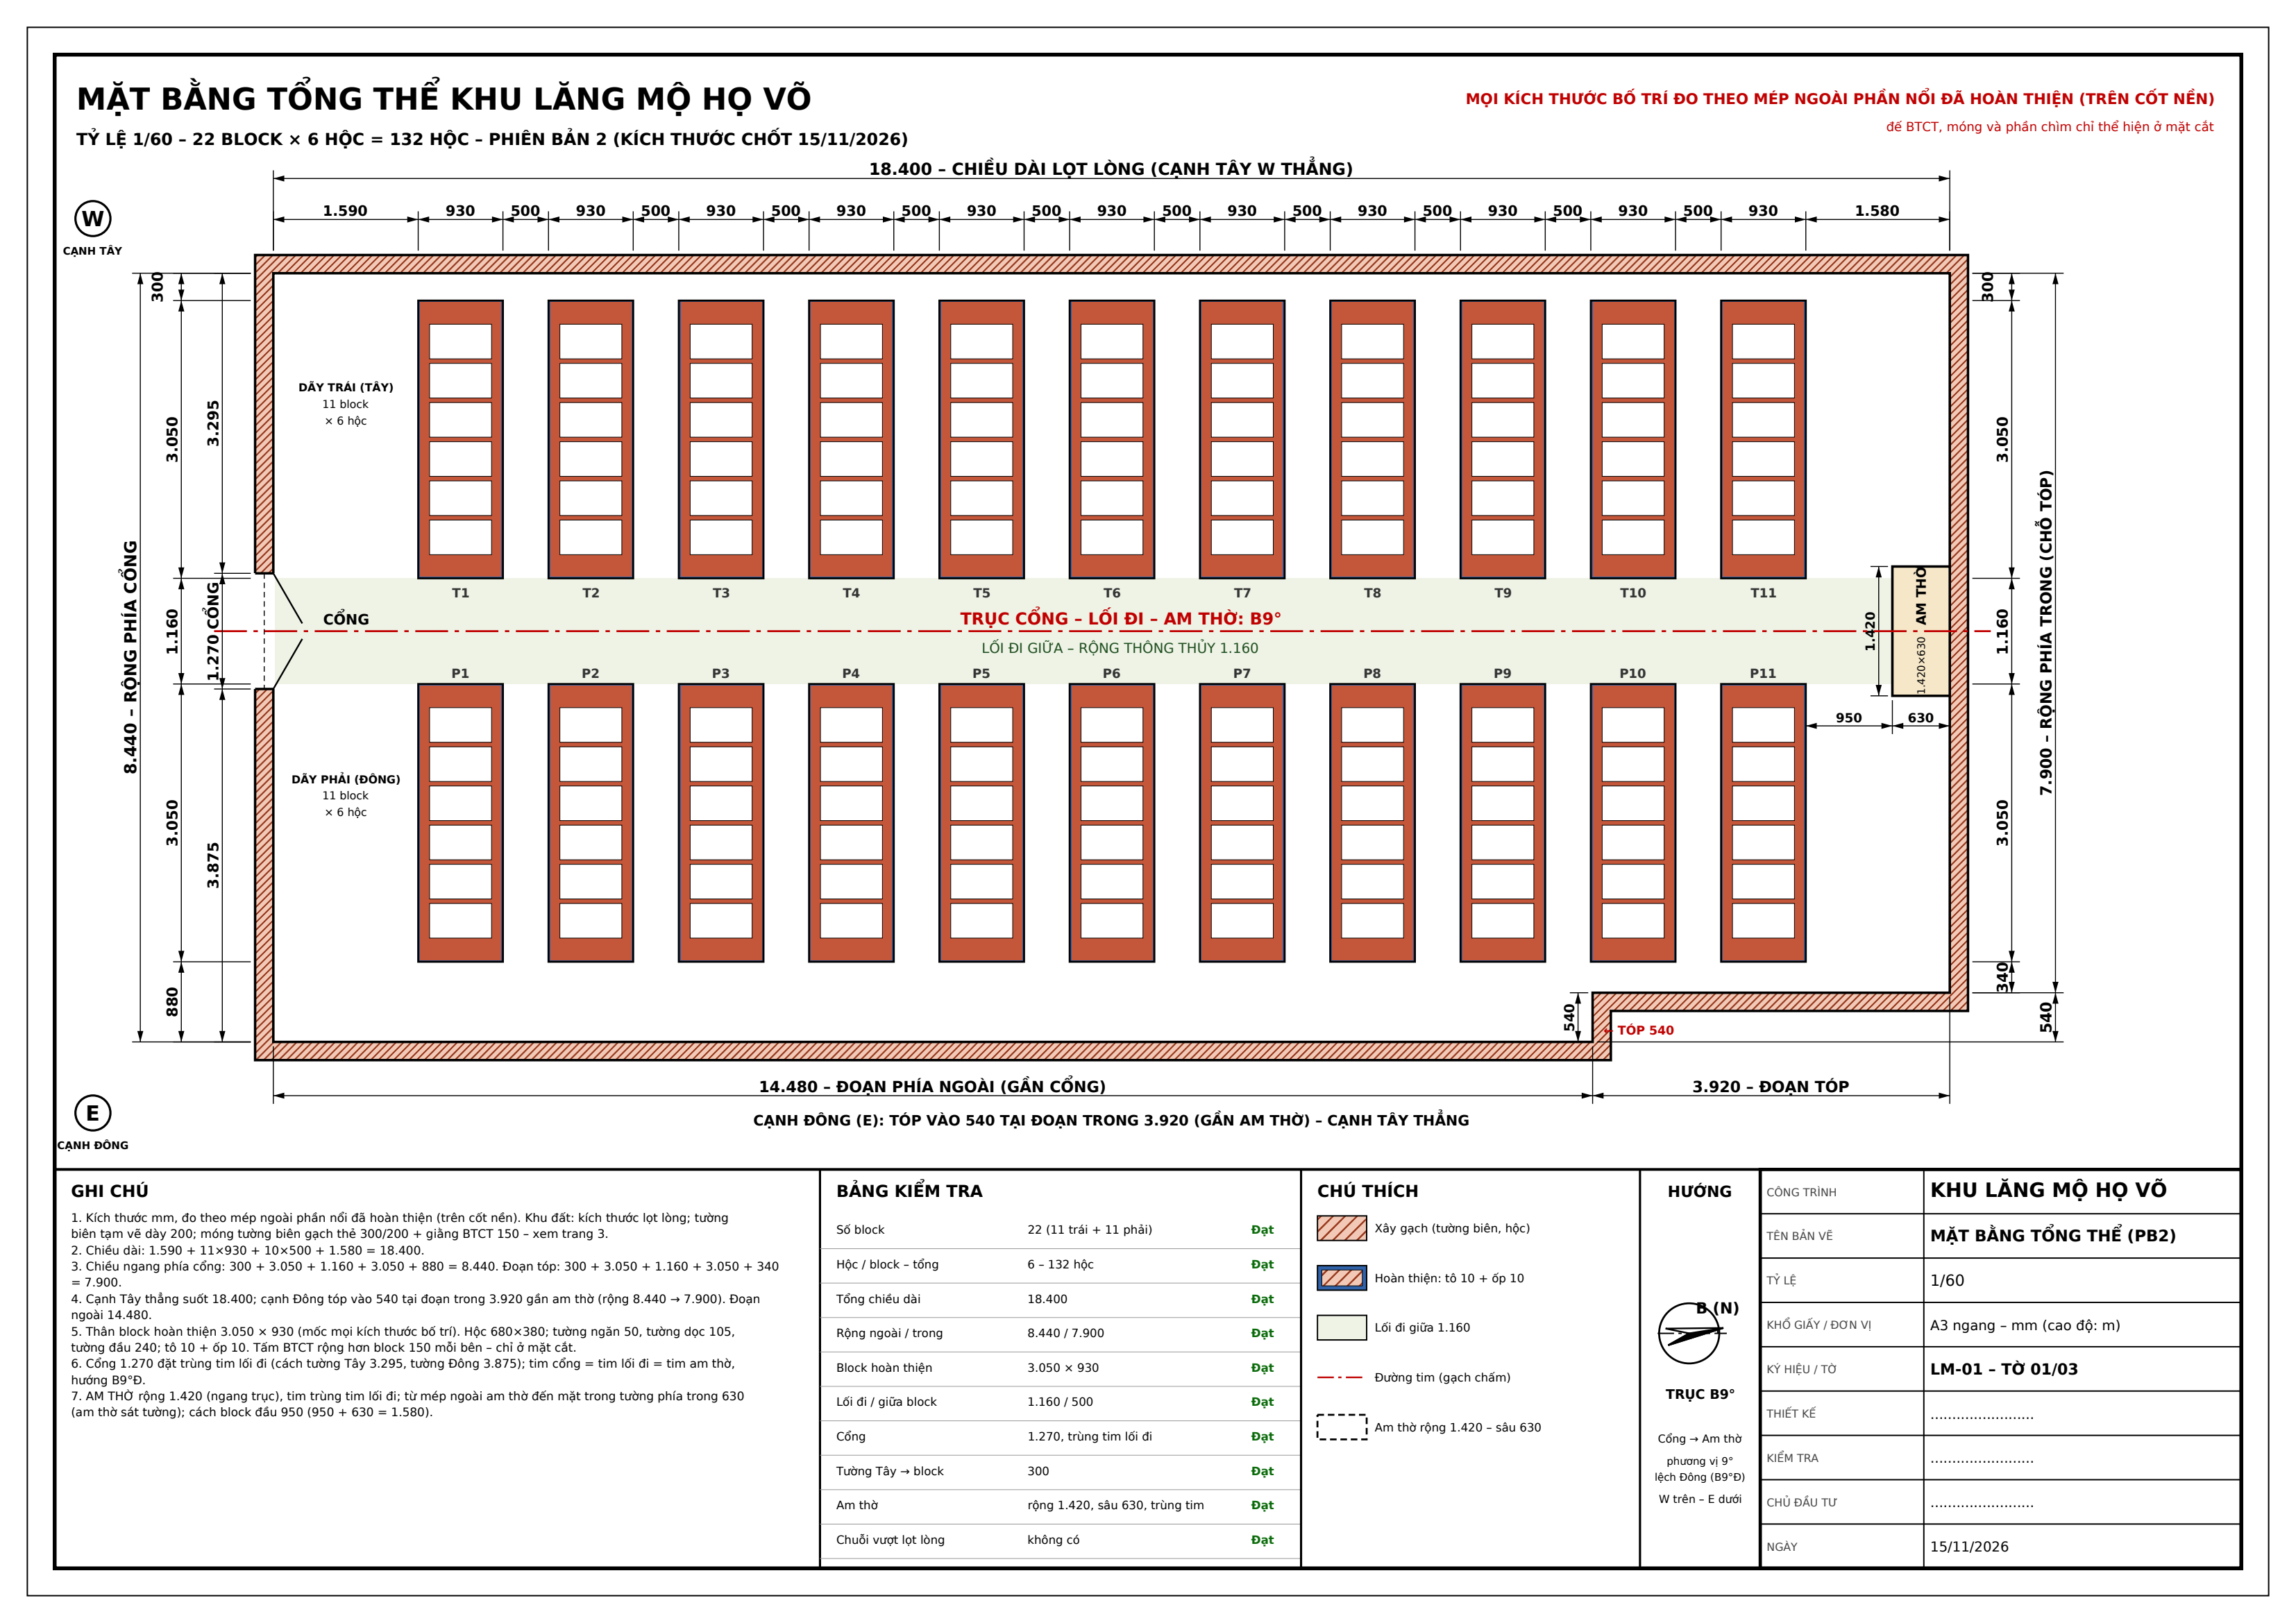 MẶT BẰNG TỔNG THỂ KHU LĂNG MỘ HỌ VÕ
TỶ LỆ 1/60 – 22 BLOCK × 6 HỘC = 132 HỘC – PHIÊN BẢN 2 (KÍCH THƯỚC CHỐT 15/11/2026)
MỌI KÍCH THƯỚC BỐ TRÍ ĐO THEO MÉP NGOÀI PHẦN NỔI ĐÃ HOÀN THIỆN (TRÊN CỐT NỀN)
đế BTCT, móng và phần chìm chỉ thể hiện ở mặt cắt
18.400 – CHIỀU DÀI LỌT LÒNG (CẠNH TÂY W THẲNG)
W
CẠNH TÂY
1.590 930 500 930 500 930 500 930 500 930 500 930 500 930 500 930 500 930 500 930 500 930 1.580
300
3.050
1.160
3.050
880
3.295
1.270 CỔNG
3.875
8.440 – RỘNG PHÍA CỔNG
DÃY TRÁI (TÂY)
11 block
× 6 hộc
T1 T2 T3 T4 T5 T6 T7 T8 T9 T10 T11
CỔNG
TRỤC CỔNG – LỐI ĐI – AM THỜ: B9°
LỐI ĐI GIỮA – RỘNG THÔNG THỦY 1.160
P1 P2 P3 P4 P5 P6 P7 P8 P9 P10 P11
DÃY PHẢI (ĐÔNG)
11 block
× 6 hộc
1.420
AM THỜ
1.420×630
950 630
300
3.050
1.160
3.050
340
540
7.900 – RỘNG PHÍA TRONG (CHỖ TÓP)
540
← TÓP 540
14.480 – ĐOẠN PHÍA NGOÀI (GẦN CỔNG)
3.920 – ĐOẠN TÓP
CẠNH ĐÔNG (E): TÓP VÀO 540 TẠI ĐOẠN TRONG 3.920 (GẦN AM THỜ) – CẠNH TÂY THẲNG
E
CẠNH ĐÔNG
GHI CHÚ
1. Kích thước mm, đo theo mép ngoài phần nổi đã hoàn thiện (trên cốt nền). Khu đất: kích thước lọt lòng; tường
biên tạm vẽ dày 200; móng tường biên gạch thẻ 300/200 + giằng BTCT 150 – xem trang 3.
2. Chiều dài: 1.590 + 11×930 + 10×500 + 1.580 = 18.400.
3. Chiều ngang phía cổng: 300 + 3.050 + 1.160 + 3.050 + 880 = 8.440. Đoạn tóp: 300 + 3.050 + 1.160 + 3.050 + 340
= 7.900.
4. Cạnh Tây thẳng suốt 18.400; cạnh Đông tóp vào 540 tại đoạn trong 3.920 gần am thờ (rộng 8.440 → 7.900). Đoạn
ngoài 14.480.
5. Thân block hoàn thiện 3.050 × 930 (mốc mọi kích thước bố trí). Hộc 680×380; tường ngăn 50, tường dọc 105,
tường đầu 240; tô 10 + ốp 10. Tấm BTCT rộng hơn block 150 mỗi bên – chỉ ở mặt cắt.
6. Cổng 1.270 đặt trùng tim lối đi (cách tường Tây 3.295, tường Đông 3.875); tim cổng = tim lối đi = tim am thờ,
hướng B9°Đ.
7. AM THỜ rộng 1.420 (ngang trục), tim trùng tim lối đi; từ mép ngoài am thờ đến mặt trong tường phía trong 630
(am thờ sát tường); cách block đầu 950 (950 + 630 = 1.580).
BẢNG KIỂM TRA
Số block 22 (11 trái + 11 phải) Đạt
Hộc / block – tổng 6 – 132 hộc Đạt
Tổng chiều dài 18.400 Đạt
Rộng ngoài / trong 8.440 / 7.900 Đạt
Block hoàn thiện 3.050 × 930 Đạt
Lối đi / giữa block 1.160 / 500 Đạt
Cổng 1.270, trùng tim lối đi Đạt
Tường Tây → block 300 Đạt
Am thờ rộng 1.420, sâu 630, trùng tim Đạt
Chuỗi vượt lọt lòng không có Đạt
CHÚ THÍCH
Xây gạch (tường biên, hộc)
Hoàn thiện: tô 10 + ốp 10
Lối đi giữa 1.160
Đường tim (gạch chấm)
Am thờ rộng 1.420 – sâu 630
HƯỚNG
B (N)
TRỤC B9°
Cổng → Am thờ
phương vị 9°
lệch Đông (B9°Đ)
W trên – E dưới
CÔNG TRÌNH KHU LĂNG MỘ HỌ VÕ
TÊN BẢN VẼ MẶT BẰNG TỔNG THỂ (PB2)
TỶ LỆ 1/60
KHỔ GIẤY / ĐƠN VỊ A3 ngang – mm (cao độ: m)
KÝ HIỆU / TỜ LM-01 – TỜ 01/03
THIẾT KẾ ........................
KIỂM TRA ........................
CHỦ ĐẦU TƯ ........................
NGÀY 15/11/2026